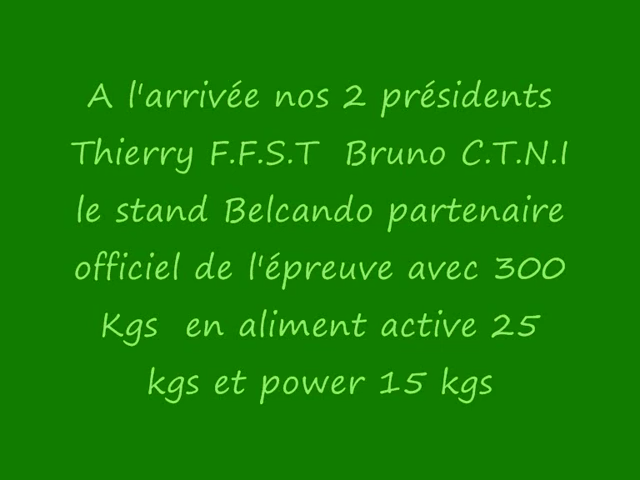 A l'arrivée nos 2 présidents
Thierry F.F.S.T  Bruno C.T.N.I
le stand Belcando partenaire
officiel de l'épreuve avec 300
Kgs  en aliment active 25
kgs et power 15 kgs